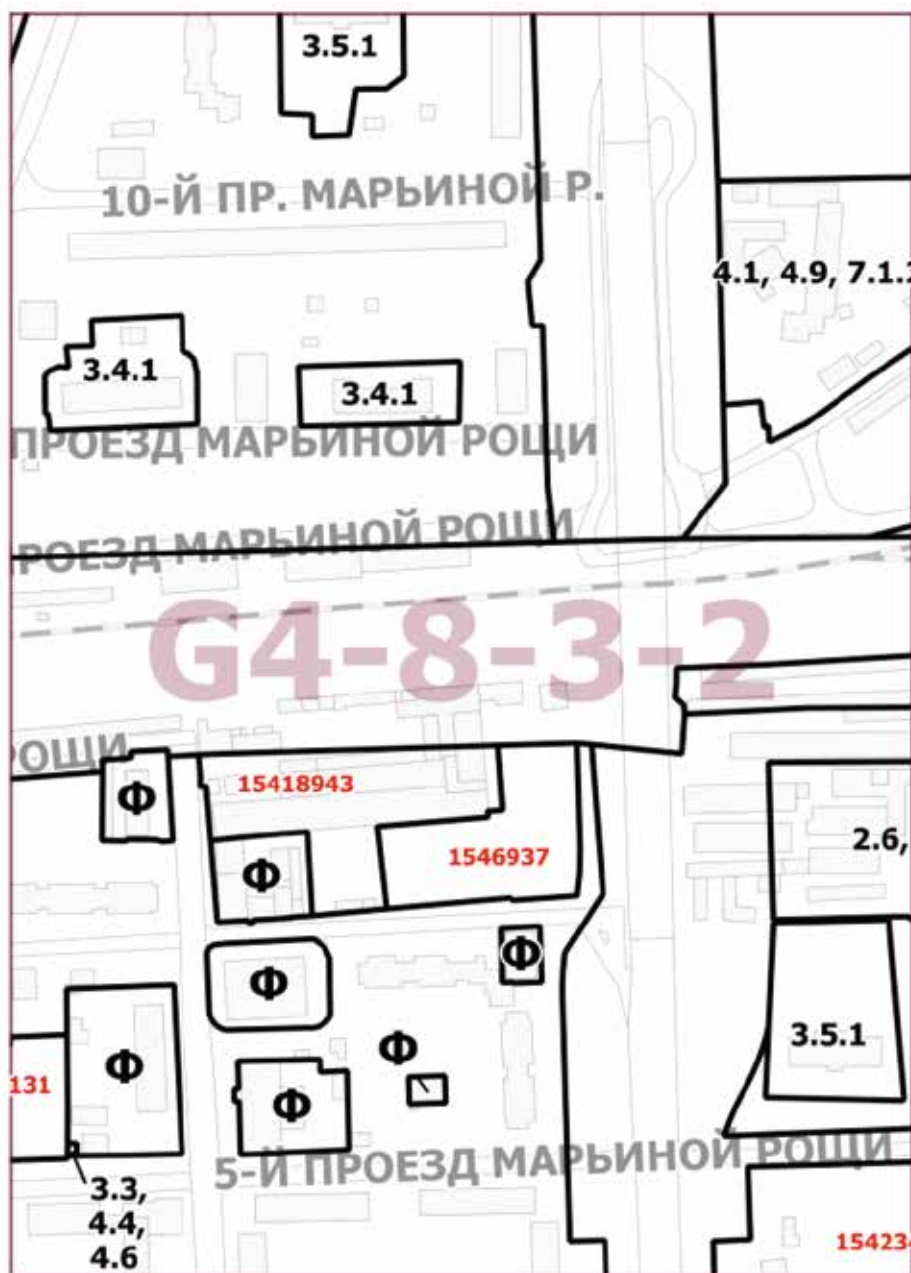 3.5.1
10-Й ПР. МАРЬИНОЙ Р.
4.1, 4.9, 7.1.2
3.4.1
3.4.1
ПРОЕЗД МАРЬИНОЙ РОЩИ
РОЕЗД МАРЬИНОЙ РОЩИ
G4-8-3-2
РОЩИ
Ф
15418943
2.6,
1546937
Ф
Ф
Ф
3.5.1
Ф
Ф
131
Ф
5-Й ПРОЕЗД МАРЬИНОЙ РОЩИ
3.3,
4.4,
4.6
154234